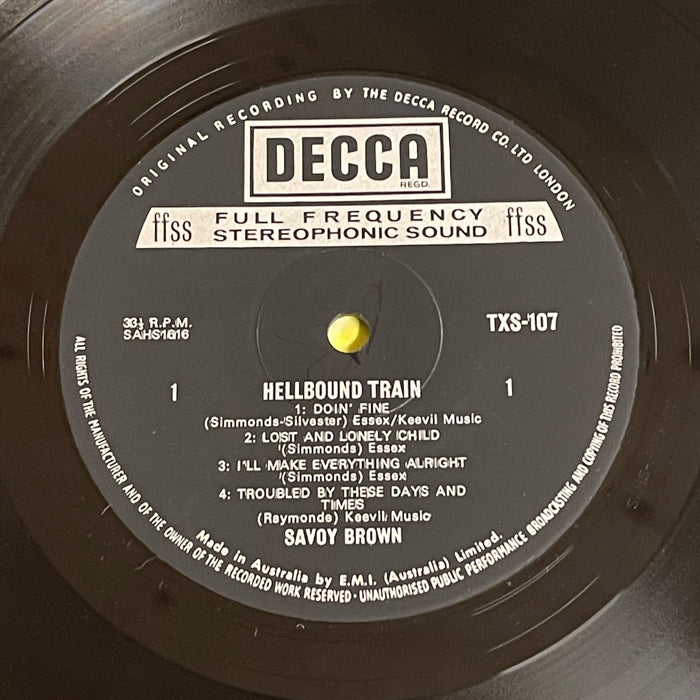 ORIGINAL RECORDING BY THE DECCA RECORD CO. LTD LONDON
DECCA
REGD.
ffss FULL FREQUENCY STEREOPHONIC SOUND ffss
33⅓ R.P.M.
SAHS1616
TXS-107
1 HELLBOUND TRAIN 1
1: DOIN' FINE
(Simmonds-Silvester) Essex/Keevil Music
2: LOST AND LONELY CHILD
(Simmonds) Essex
3: I'LL MAKE EVERYTHING ALRIGHT
(Simmonds) Essex
4: TROUBLED BY THESE DAYS AND
TIMES
(Raymonde) Keevil Music
SAVOY BROWN
Made in Australia by E.M.I. (Australia) Limited.
ALL RIGHTS OF THE MANUFACTURER AND OF THE OWNER OF THE RECORDED WORK RESERVED · UNAUTHORISED PUBLIC PERFORMANCE BROADCASTING AND COPYING OF THIS RECORD PROHIBITED